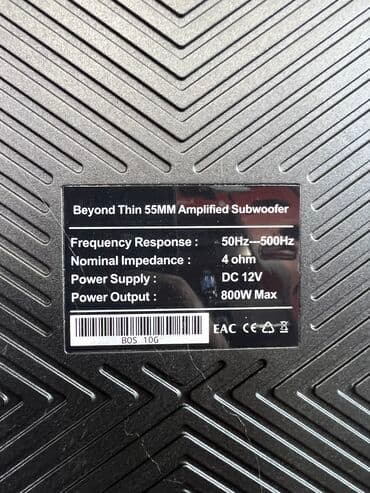 Beyond Thin 55MM Amplified Subwoofer
Frequency Response : 50Hz---500Hz
Nominal Impedance : 4 ohm
Power Supply : DC 12V
Power Output : 800W Max
EAC CE
BOS 10G